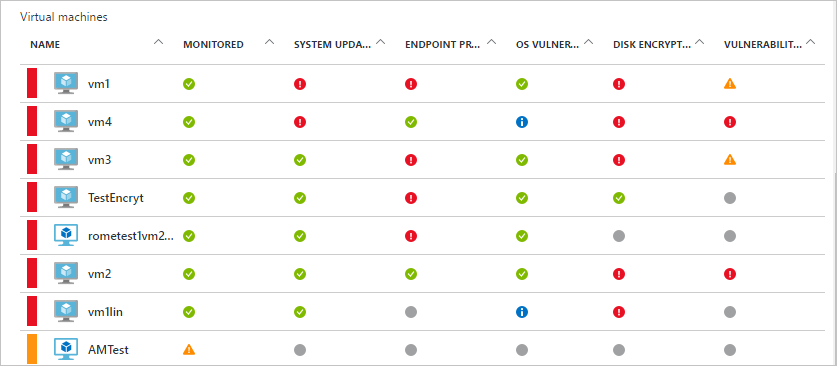 Virtual machines
NAME MONITORED SYSTEM UPDA... ENDPOINT PR... OS VULNER... DISK ENCRYPT... VULNERABILIT...
vm1
vm4
vm3
TestEncryt
rometest1vm2...
vm2
vm1lin
AMTest